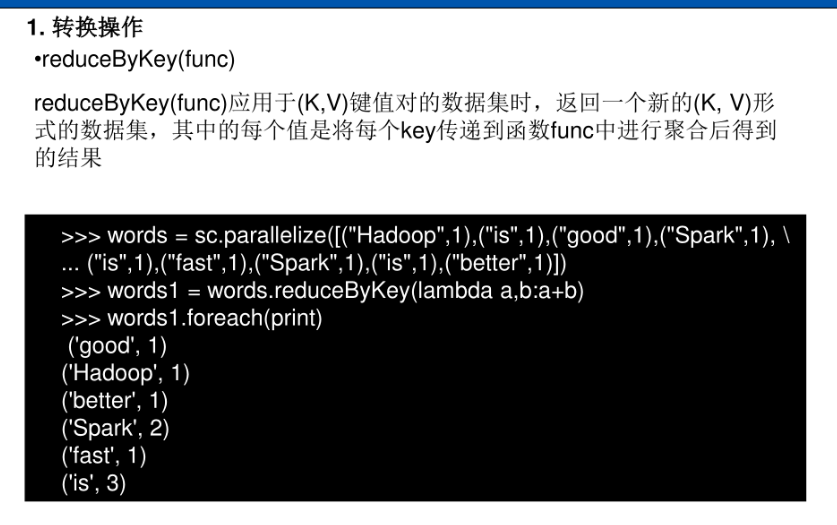 1. 转换操作
•reduceByKey(func)
reduceByKey(func)应用于(K,V)键值对的数据集时，返回一个新的(K, V)形
式的数据集，其中的每个值是将每个key传递到函数func中进行聚合后得到
的结果
>>> words = sc.parallelize([("Hadoop",1),("is",1),("good",1),("Spark",1), \
... ("is",1),("fast",1),("Spark",1),("is",1),("better",1)])
>>> words1 = words.reduceByKey(lambda a,b:a+b)
>>> words1.foreach(print)
('good', 1)
('Hadoop', 1)
('better', 1)
('Spark', 2)
('fast', 1)
('is', 3)